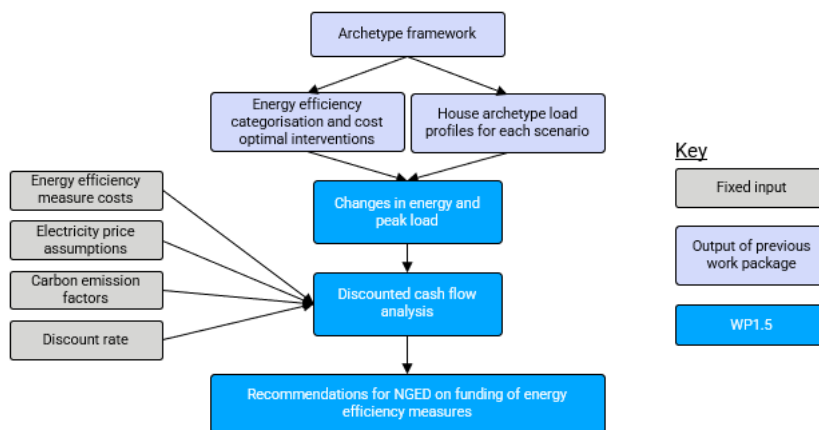 Archetype framework
Energy efficiency
categorisation and cost
optimal interventions
House archetype load
profiles for each scenario
Key
Energy efficiency
measure costs
Fixed input
Changes in energy and
peak load
Electricity price
assumptions
Output of previous
work package
Carbon emission
factors
Discounted cash flow
analysis
WP1.5
Discount rate
Recommendations for NGED on funding of energy
efficiency measures